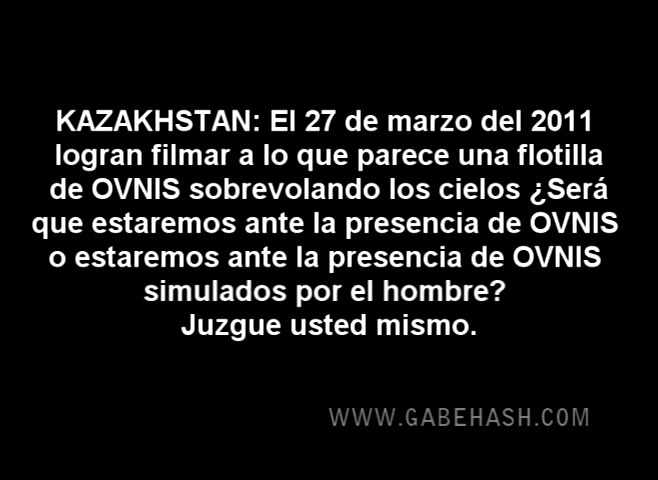 KAZAKHSTAN: El 27 de marzo del 2011
logran filmar a lo que parece una flotilla
de OVNIS sobrevolando los cielos ¿Será
que estaremos ante la presencia de OVNIS
o estaremos ante la presencia de OVNIS
simulados por el hombre?
Juzgue usted mismo.
WWW.GABEHASH.COM